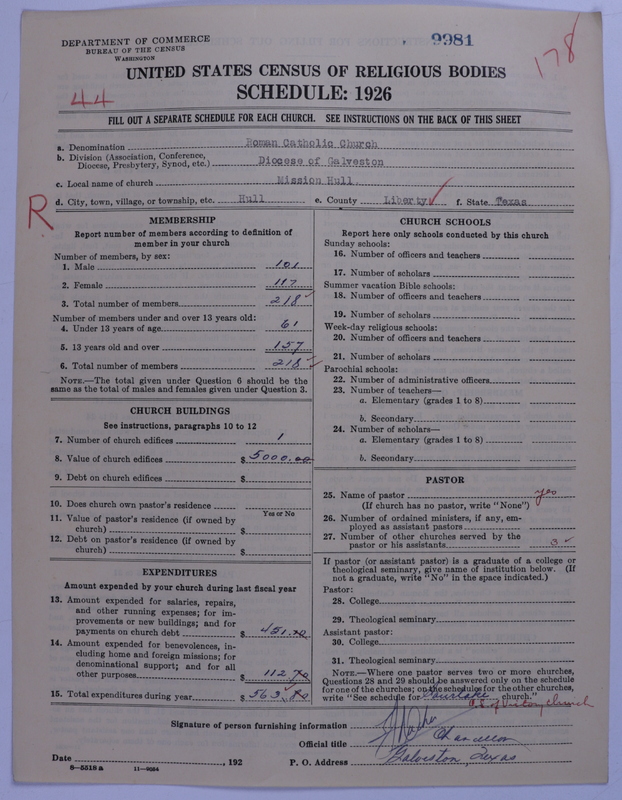 DEPARTMENT OF COMMERCE
BUREAU OF THE CENSUS
WASHINGTON
9981
178
44
UNITED STATES CENSUS OF RELIGIOUS BODIES
SCHEDULE: 1926
FILL OUT A SEPARATE SCHEDULE FOR EACH CHURCH. SEE INSTRUCTIONS ON THE BACK OF THIS SHEET
a. Denomination Roman Catholic Church
b. Division (Association, Conference, Diocese, Presbytery, Synod, etc.) Diocese of Galveston
c. Local name of church Mission Hull.
R
d. City, town, village, or township, etc. Hull e. County Liberty f. State Texas
MEMBERSHIP
Report number of members according to definition of
member in your church
Number of members, by sex:
1. Male 101
2. Female 117
3. Total number of members 218
Number of members under and over 13 years old:
4. Under 13 years of age 61
5. 13 years old and over 157
6. Total number of members 218
NOTE.—The total given under Question 6 should be the
same as the total of males and females given under Question 3.
CHURCH BUILDINGS
See instructions, paragraphs 10 to 12
7. Number of church edifices 1
8. Value of church edifices $5000.00
9. Debt on church edifices $
10. Does church own pastor's residence
Yes or No
11. Value of pastor's residence (if owned by
church) $
12. Debt on pastor's residence (if owned by
church) $
EXPENDITURES
Amount expended by your church during last fiscal year
13. Amount expended for salaries, repairs,
and other running expenses; for im-
provements or new buildings; and for
payments on church debt $ 451.70
14. Amount expended for benevolences, in-
cluding home and foreign missions; for
denominational support; and for all
other purposes $ 112.70
15. Total expenditures during year $ 563.70
CHURCH SCHOOLS
Report here only schools conducted by this church
Sunday schools:
16. Number of officers and teachers
17. Number of scholars
Summer vacation Bible schools:
18. Number of officers and teachers
19. Number of scholars
Week-day religious schools:
20. Number of officers and teachers
21. Number of scholars
Parochial schools:
22. Number of administrative officers
23. Number of teachers—
a. Elementary (grades 1 to 8)
b. Secondary
24. Number of scholars—
a. Elementary (grades 1 to 8)
b. Secondary
PASTOR
25. Name of pastor yes
(If church has no pastor, write "None")
26. Number of ordained ministers, if any, em-
ployed as assistant pastors
27. Number of other churches served by the
pastor or his assistants 3
If pastor (or assistant pastor) is a graduate of a college or
theological seminary, give name of institution below. (If
not a graduate, write "No" in the space indicated.)
Pastor:
28. College
29. Theological seminary
Assistant pastor:
30. College
31. Theological seminary
NOTE.—Where one pastor serves two or more churches,
Questions 28 and 29 should be answered only on the schedule
for one of the churches; on the schedules for the other churches,
write "See schedule for church."
church
Signature of person furnishing information
Official title Chancellor
Date , 192 P. O. Address Galveston, Texas
8—5518 a 11—9984